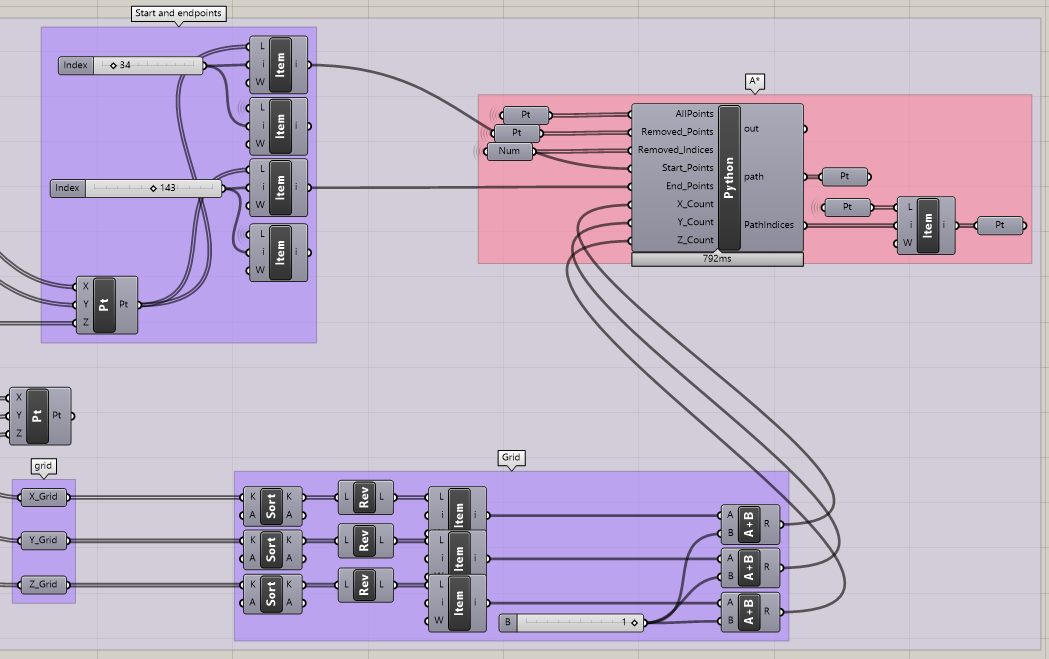 Start and endpoints
Index 34
L
i
W
Item
i
L
i
W
Item
i
Index 143
L
i
W
Item
i
L
i
W
Item
i
X
Y
Z
Pt
Pt
A*
Pt
Pt
Num
AllPoints
Removed_Points
Removed_Indices
Start_Points
End_Points
X_Count
Y_Count
Z_Count
Python
out
path
PathIndices
792ms
Pt
Pt
L
i
W
Item
i
Pt
X
Y
Z
Pt
Pt
grid
X_Grid
Y_Grid
Z_Grid
Grid
K
A
Sort
K
A
L
Rev
L
L
i
Item
i
A
B
A+B
R
K
A
Sort
K
A
L
Rev
L
L
i
Item
i
A
B
A+B
R
K
A
Sort
K
A
L
Rev
L
L
i
W
Item
i
B 1
A
B
A+B
R